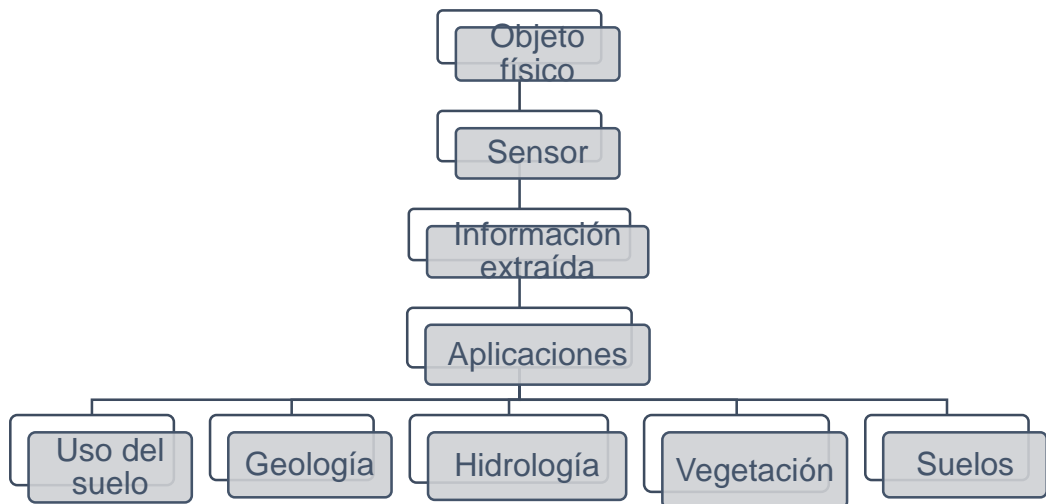 Objeto
físico
Sensor
Información
extraída
Aplicaciones
Uso del
suelo
Geología
Hidrología
Vegetación
Suelos